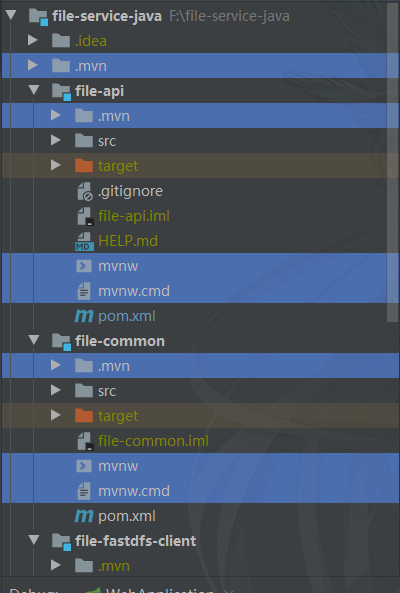 file-service-java F:\file-service-java
.idea
.mvn
file-api
.mvn
src
target
.gitignore
file-api.iml
MD HELP.md
mvnw
mvnw.cmd
m pom.xml
file-common
.mvn
src
target
file-common.iml
mvnw
mvnw.cmd
m pom.xml
file-fastdfs-client
.mvn
Debug: WebApplication